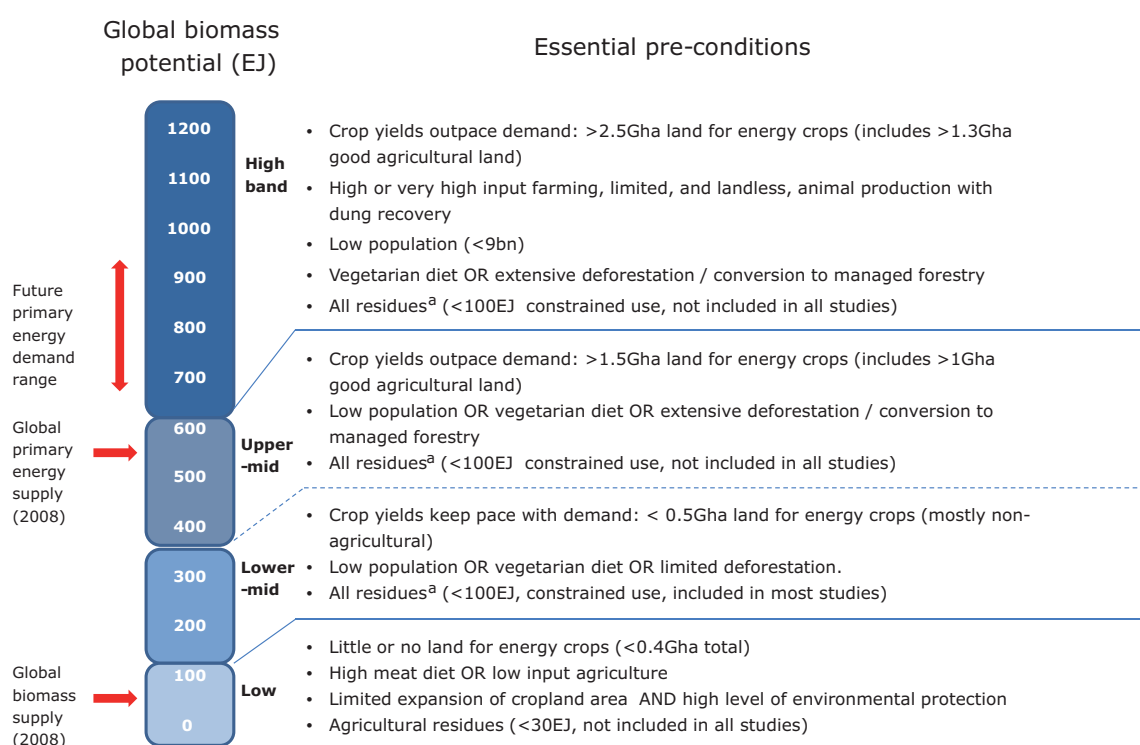 Global biomass
potential (EJ)
Essential pre-conditions
1200
1100
1000
900
800
700
600
500
400
300
200
100
0
High
band
Upper
-mid
Lower
-mid
Low
Future
primary
energy
demand
range
Global
primary
energy
supply
(2008)
Global
biomass
supply
(2008)
• Crop yields outpace demand: >2.5Gha land for energy crops (includes >1.3Gha
good agricultural land)
• High or very high input farming, limited, and landless, animal production with
dung recovery
• Low population (<9bn)
• Vegetarian diet OR extensive deforestation / conversion to managed forestry
• All residuesᵃ (<100EJ constrained use, not included in all studies)
• Crop yields outpace demand: >1.5Gha land for energy crops (includes >1Gha
good agricultural land)
• Low population OR vegetarian diet OR extensive deforestation / conversion to
managed forestry
• All residuesᵃ (<100EJ constrained use, not included in all studies)
• Crop yields keep pace with demand: < 0.5Gha land for energy crops (mostly non-
agricultural)
• Low population OR vegetarian diet OR limited deforestation.
• All residuesᵃ (<100EJ, constrained use, included in most studies)
• Little or no land for energy crops (<0.4Gha total)
• High meat diet OR low input agriculture
• Limited expansion of cropland area AND high level of environmental protection
• Agricultural residues (<30EJ, not included in all studies)